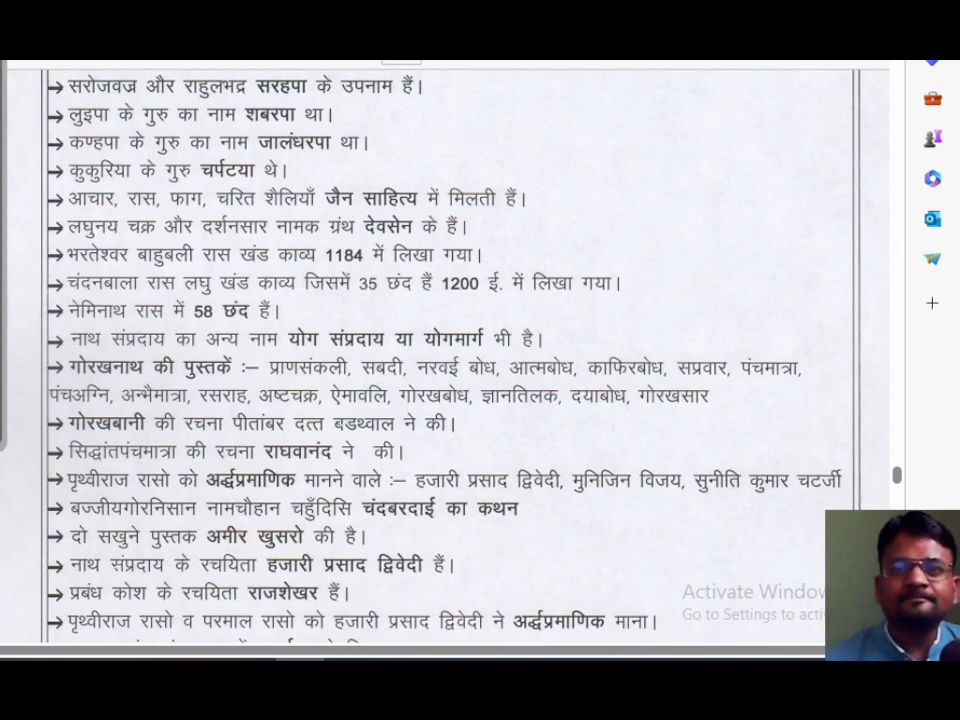 → सरोजवज्र और राहुलभद्र सरहपा के उपनाम हैं।
→ लुइपा के गुरु का नाम शबरपा था।
→ कण्हपा के गुरु का नाम जालंधरपा था।
→ कुकुरिया के गुरु चर्पटया थे।
→ आचार, रास, फाग, चरित शैलियाँ जैन साहित्य में मिलती हैं।
→ लघुनय चक्र और दर्शनसार नामक ग्रंथ देवसेन के हैं।
→ भरतेश्वर बाहुबली रास खंड काव्य 1184 में लिखा गया।
→ चंदनबाला रास लघु खंड काव्य जिसमें 35 छंद हैं 1200 ई. में लिखा गया।
→ नेमिनाथ रास में 58 छंद हैं।
→ नाथ संप्रदाय का अन्य नाम योग संप्रदाय या योगमार्ग भी है।
→ गोरखनाथ की पुस्तकें :– प्राणसंकली, सबदी, नरवई बोध, आत्मबोध, काफिरबोध, सप्रवार, पंचमात्रा,
पंचअग्नि, अन्भैमात्रा, रसराह, अष्टचक्र, ऐमावलि, गोरखबोध, ज्ञानतिलक, दयाबोध, गोरखसार
→ गोरखबानी की रचना पीतांबर दत्त बडथ्वाल ने की।
→ सिद्धांतपंचमात्रा की रचना राघवानंद ने की।
→ पृथ्वीराज रासो को अर्द्धप्रमाणिक मानने वाले :– हजारी प्रसाद द्विवेदी, मुनिजिन विजय, सुनीति कुमार चटर्जी
→ बज्जीयगोरनिसान नामचौहान चहुँदिसि चंदबरदाई का कथन
→ दो सखुने पुस्तक अमीर खुसरो की है।
→ नाथ संप्रदाय के रचयिता हजारी प्रसाद द्विवेदी हैं।
→ प्रबंध कोश के रचयिता राजशेखर हैं।
Activate Window
Go to Settings to acti
→ पृथ्वीराज रासो व परमाल रासो को हजारी प्रसाद द्विवेदी ने अर्द्धप्रमाणिक माना।